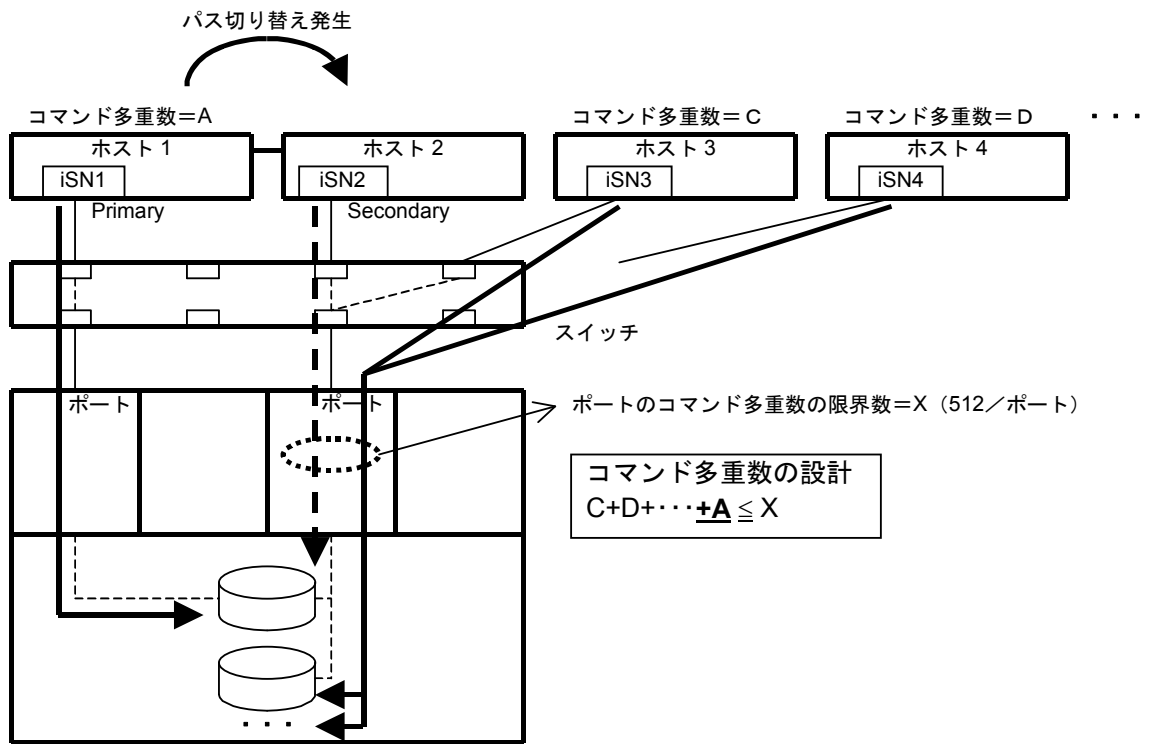 パス切り替え発生
コマンド多重数＝A
コマンド多重数＝C
コマンド多重数＝D
・・・
ホスト1
ホスト2
ホスト3
ホスト4
iSN1
iSN2
iSN3
iSN4
Primary
Secondary
スイッチ
ポート
ポート
ポートのコマンド多重数の限界数＝X（512／ポート）
コマンド多重数の設計
C+D+・・・+A ≦ X
・・・